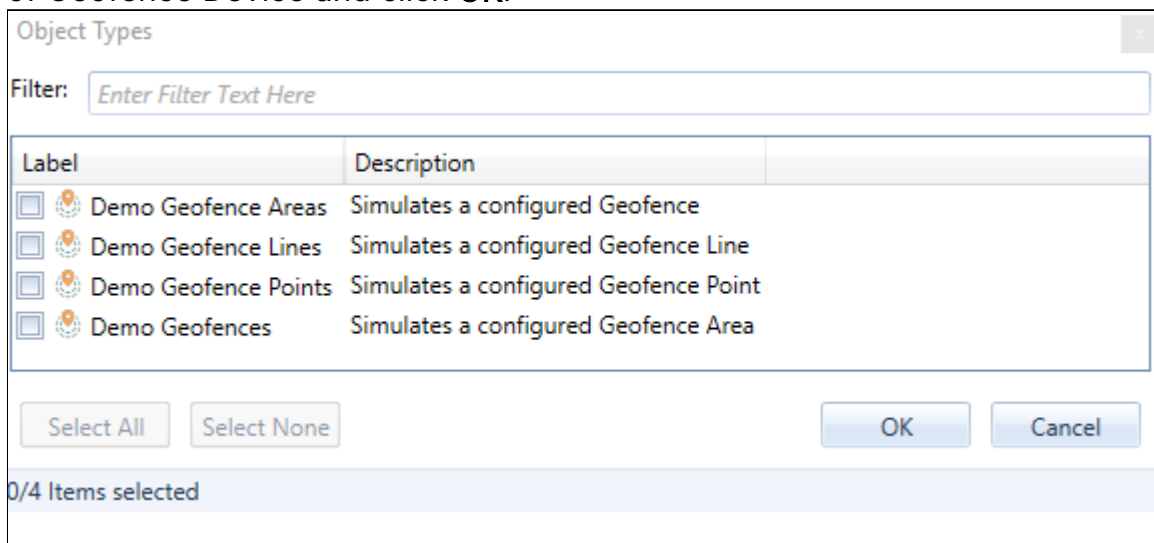 Object Types
x
Filter: Enter Filter Text Here
Label Description
Demo Geofence Areas Simulates a configured Geofence
Demo Geofence Lines Simulates a configured Geofence Line
Demo Geofence Points Simulates a configured Geofence Point
Demo Geofences Simulates a configured Geofence Area
Select All Select None OK Cancel
0/4 Items selected